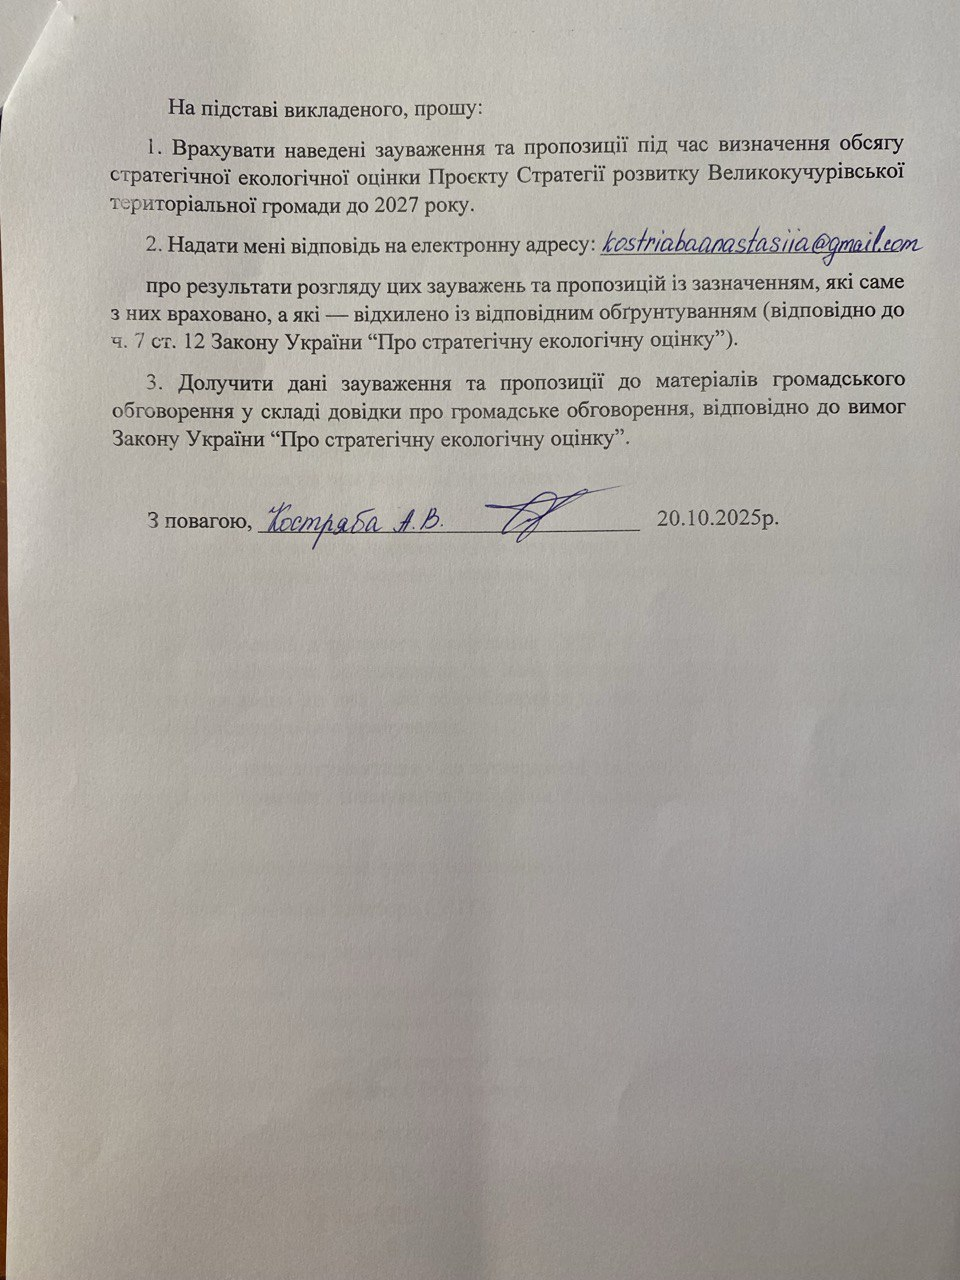 На підставі викладеного, прошу:
1. Врахувати наведені зауваження та пропозиції під час визначення обсягу
стратегічної екологічної оцінки Проєкту Стратегії розвитку Великокучурівської
територіальної громади до 2027 року.
2. Надати мені відповідь на електронну адресу: kostriabaanastasiia@gmail.com
про результати розгляду цих зауважень та пропозицій із зазначенням, які саме
з них враховано, а які — відхилено із відповідним обґрунтуванням (відповідно до
ч. 7 ст. 12 Закону України “Про стратегічну екологічну оцінку”).
3. Долучити дані зауваження та пропозиції до матеріалів громадського
обговорення у складі довідки про громадське обговорення, відповідно до вимог
Закону України “Про стратегічну екологічну оцінку”.
З повагою, Костряба А.В. 20.10.2025р.